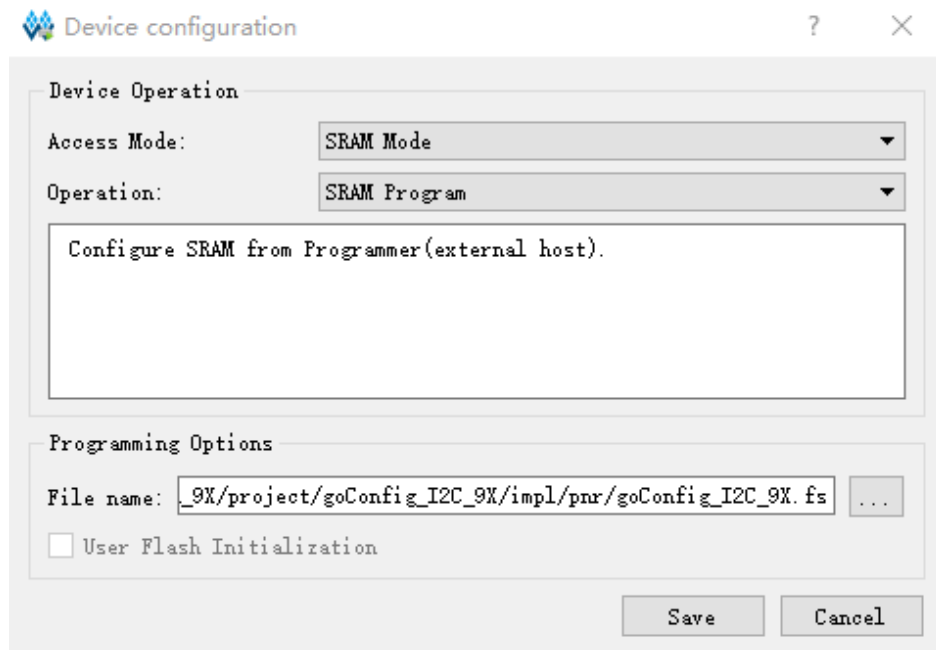 Device configuration
?
Device Operation
Access Mode: SRAM Mode
Operation: SRAM Program
Configure SRAM from Programmer(external host).
Programming Options
File name: _9X/project/goConfig_I2C_9X/impl/pnr/goConfig_I2C_9X.fs ...
User Flash Initialization
Save Cancel